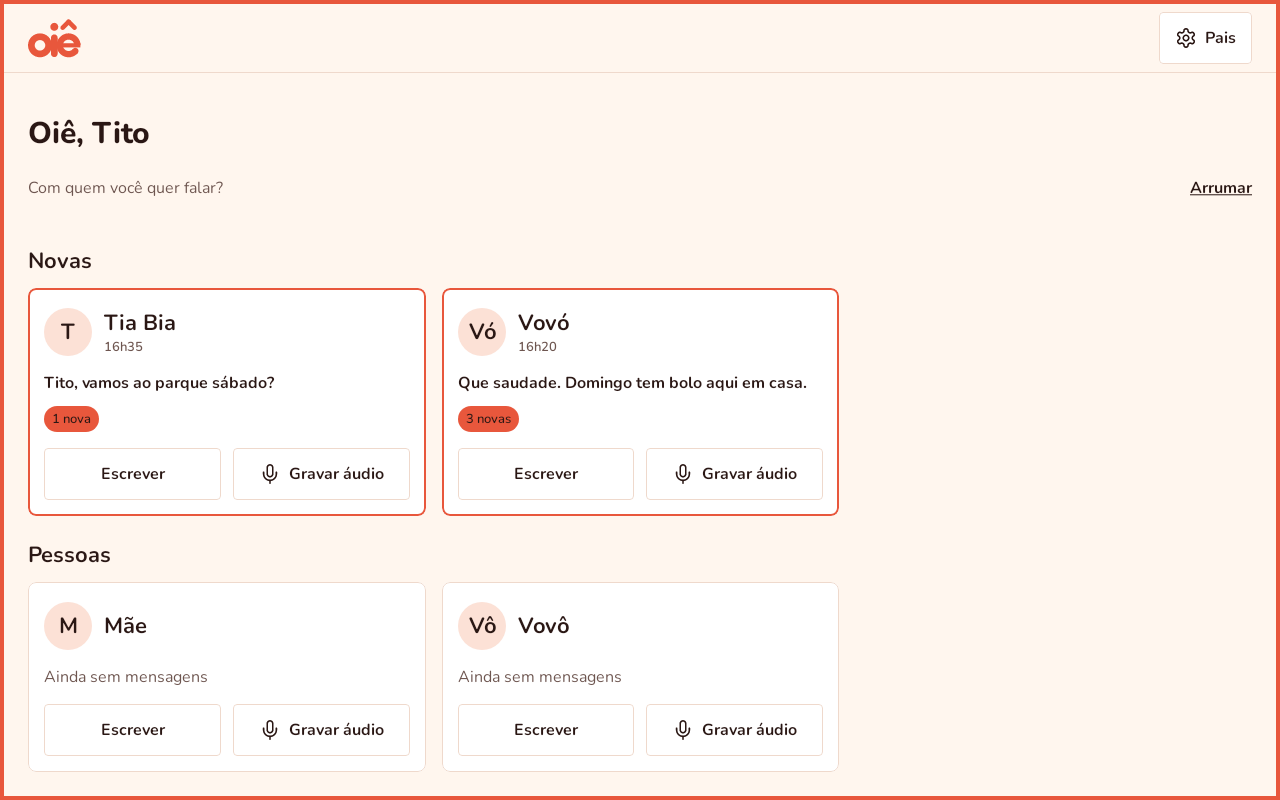 oiê
Pais
Oiê, Tito
Com quem você quer falar?
Arrumar
Novas
T
Tia Bia
16h35
Tito, vamos ao parque sábado?
1 nova
Escrever
Gravar áudio
Vó
Vovó
16h20
Que saudade. Domingo tem bolo aqui em casa.
3 novas
Escrever
Gravar áudio
Pessoas
M
Mãe
Ainda sem mensagens
Escrever
Gravar áudio
Vô
Vovô
Ainda sem mensagens
Escrever
Gravar áudio